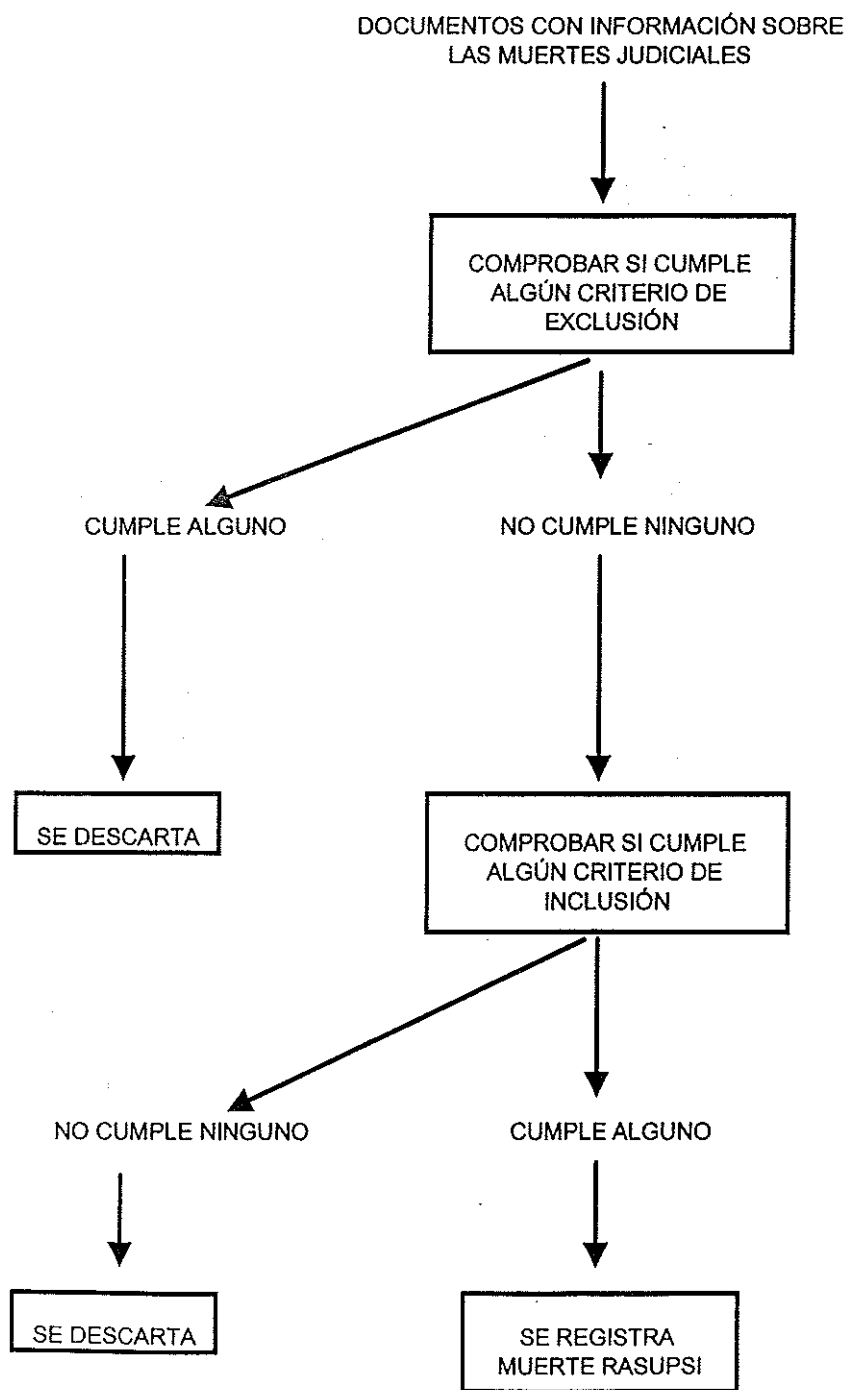 DOCUMENTOS CON INFORMACIÓN SOBRE
LAS MUERTES JUDICIALES
COMPROBAR SI CUMPLE
ALGÚN CRITERIO DE
EXCLUSIÓN
CUMPLE ALGUNO
NO CUMPLE NINGUNO
SE DESCARTA
COMPROBAR SI CUMPLE
ALGÚN CRITERIO DE
INCLUSIÓN
NO CUMPLE NINGUNO
CUMPLE ALGUNO
SE DESCARTA
SE REGISTRA
MUERTE RASUPSI